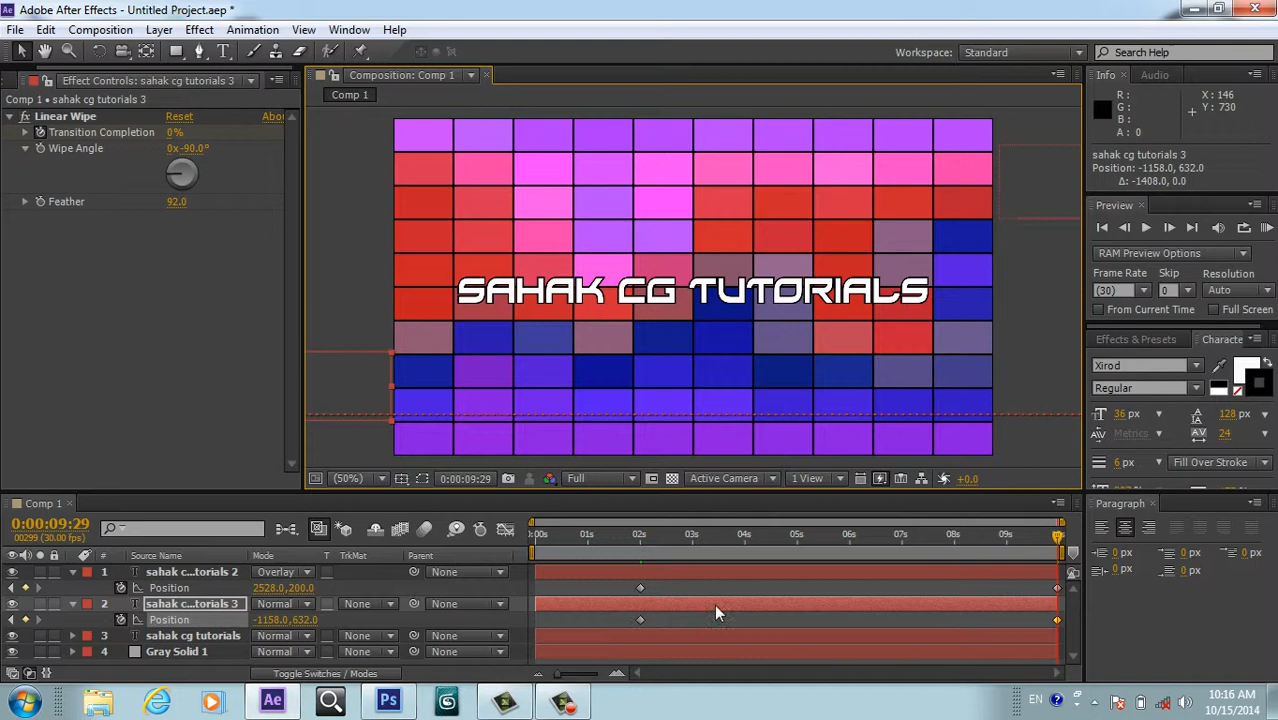 Adobe After Effects - Untitled Project.aep *
File Edit Composition Layer Effect Animation View Window Help
Workspace: Standard Search Help
Effect Controls: sahak cg tutorials 3
Comp 1 • sahak cg tutorials 3
Linear Wipe Reset Abou
Transition Completion 0%
Wipe Angle 0x-90.0°
Feather 92.0
Composition: Comp 1
Comp 1
SAHAK CG TUTORIALS
(50%) 0:00:09:29 Full Active Camera 1 View +0.0
Info Audio
R : X : 146
G : Y : 730
B :
A : 0
sahak cg tutorials 3
Position: -1158.0, 632.0
Δ: -1408.0, 0.0
Preview
RAM Preview Options
Frame Rate Skip Resolution
(30) 0 Auto
From Current Time Full Screen
Effects & Presets Characte
Xirod
Regular
36 px 128 px
Metrics 24
6 px Fill Over Stroke
Paragraph
0 px 0 px 0 px
0 px 0 px
Comp 1
0:00:09:29
00299 (30.00 fps)
# Source Name Mode T TrkMat Parent
0:00s 01s 02s 03s 04s 05s 06s 07s 08s 09s
1 T sahak c...torials 2 Overlay None
Position 2528.0,200.0
2 T sahak c...torials 3 Normal None None
Position -1158.0,632.0
3 T sahak cg tutorials Normal None None
4 Gray Solid 1 Normal None None
Toggle Switches / Modes
Ae Ps EN 10:16 AM
10/15/2014